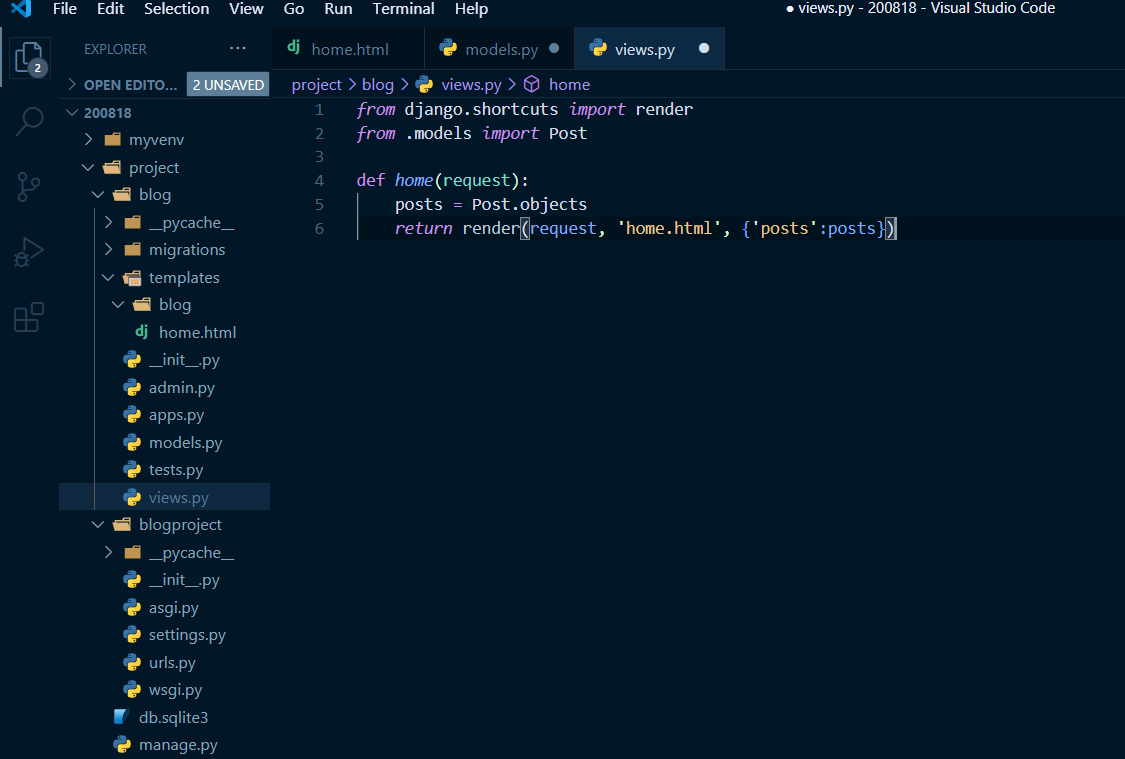 File Edit Selection View Go Run Terminal Help ● views.py - 200818 - Visual Studio Code
EXPLORER ···
dj home.html models.py ● views.py ●
2
OPEN EDITO... 2 UNSAVED
project > blog > views.py > home
200818
myvenv
project
blog
__pycache__
migrations
templates
blog
dj home.html
__init__.py
admin.py
apps.py
models.py
tests.py
views.py
blogproject
__pycache__
__init__.py
asgi.py
settings.py
urls.py
wsgi.py
db.sqlite3
manage.py
1 from django.shortcuts import render
2 from .models import Post
3
4 def home(request):
5     posts = Post.objects
6     return render(request, 'home.html', {'posts':posts})